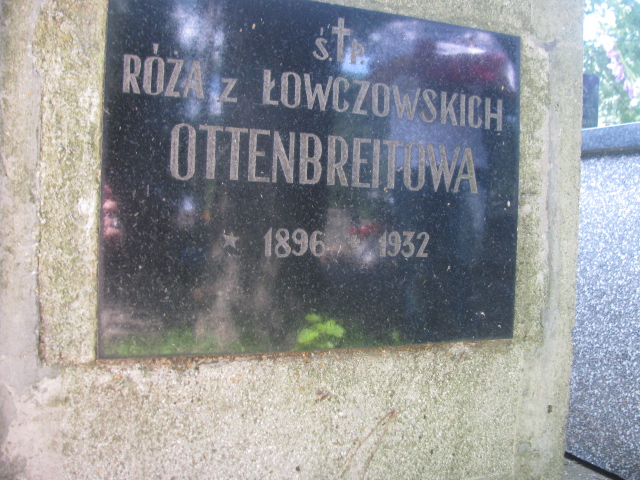 Ś. P.
RÓŻA z ŁOWCZOWSKICH
OTTENBREITOWA
* 1896 1932